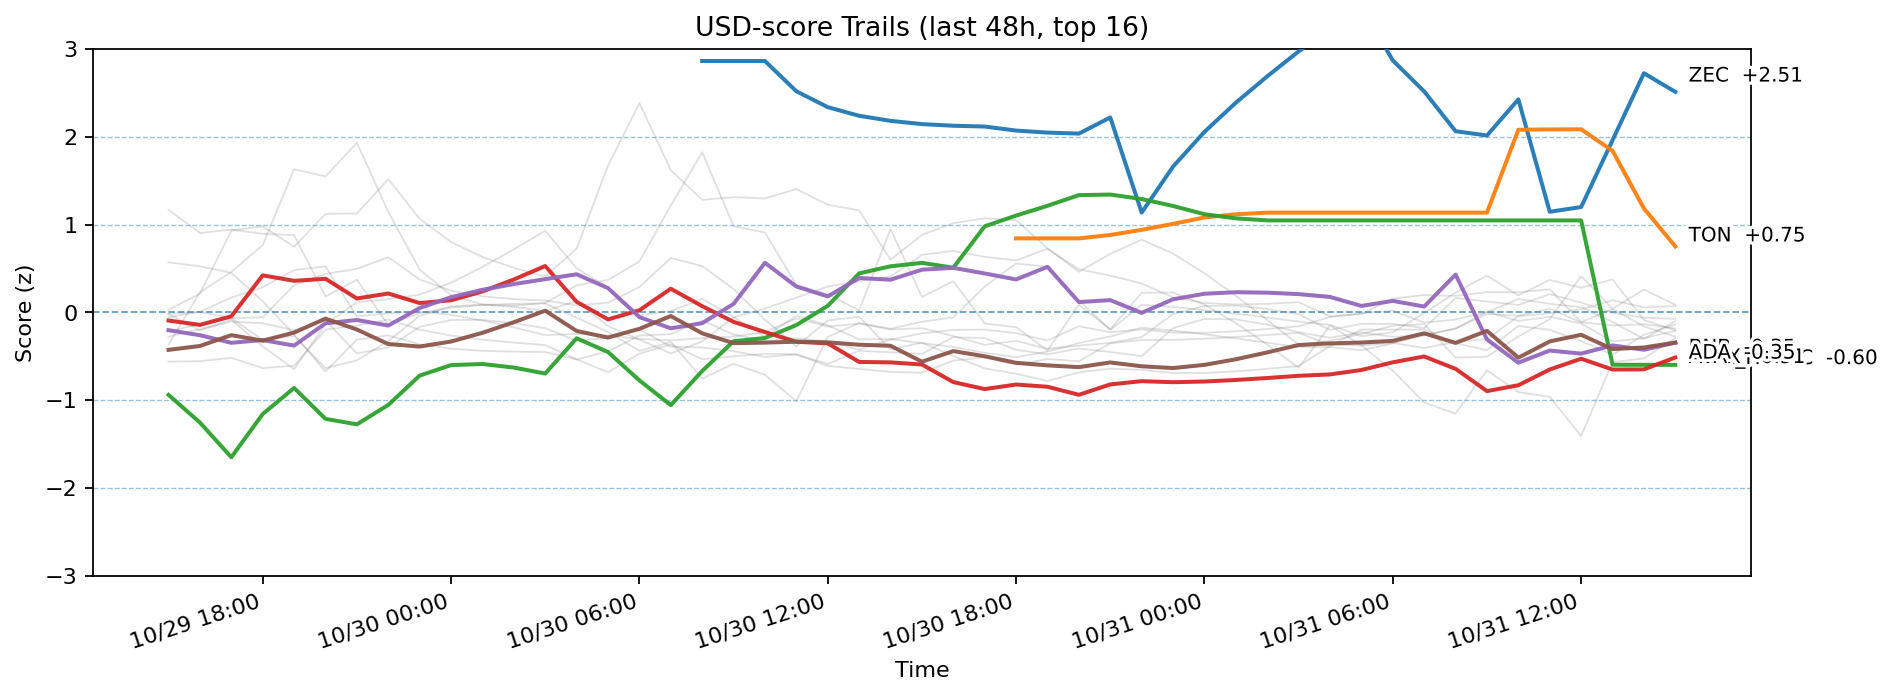 USD-score Trails (last 48h, top 16)
Score (z)
3
2
1
0
−1
−2
−3
ZEC +2.51
TON +0.75
ADA -0.35
-0.60
10/29 18:00
10/30 00:00
10/30 06:00
10/30 12:00
10/30 18:00
10/31 00:00
10/31 06:00
10/31 12:00
Time